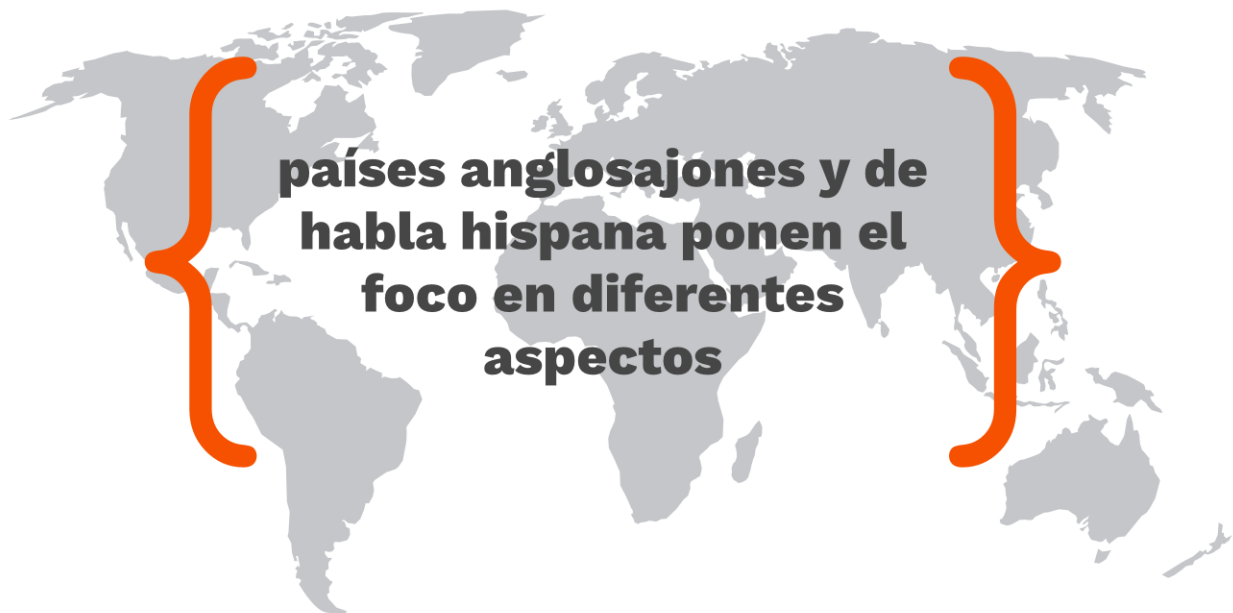 países anglosajones y de
habla hispana ponen el
foco en diferentes
aspectos